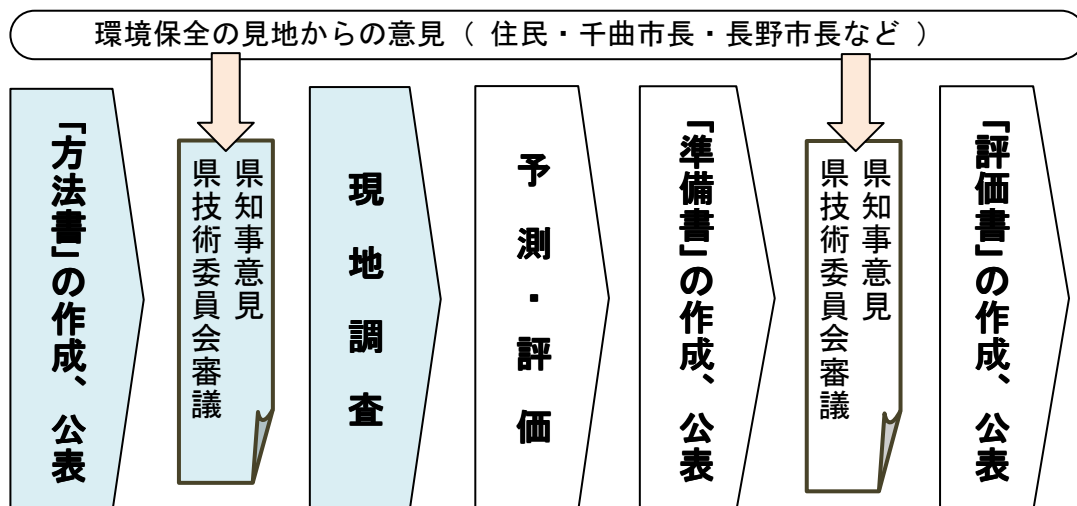 環境保全の見地からの意見（ 住民・千曲市長・長野市長など ）
「方法書」の作成、公表
県知事意見
県技術委員会審議
現地調査
予測・評価
「準備書」の作成、公表
県知事意見
県技術委員会審議
「評価書」の作成、公表